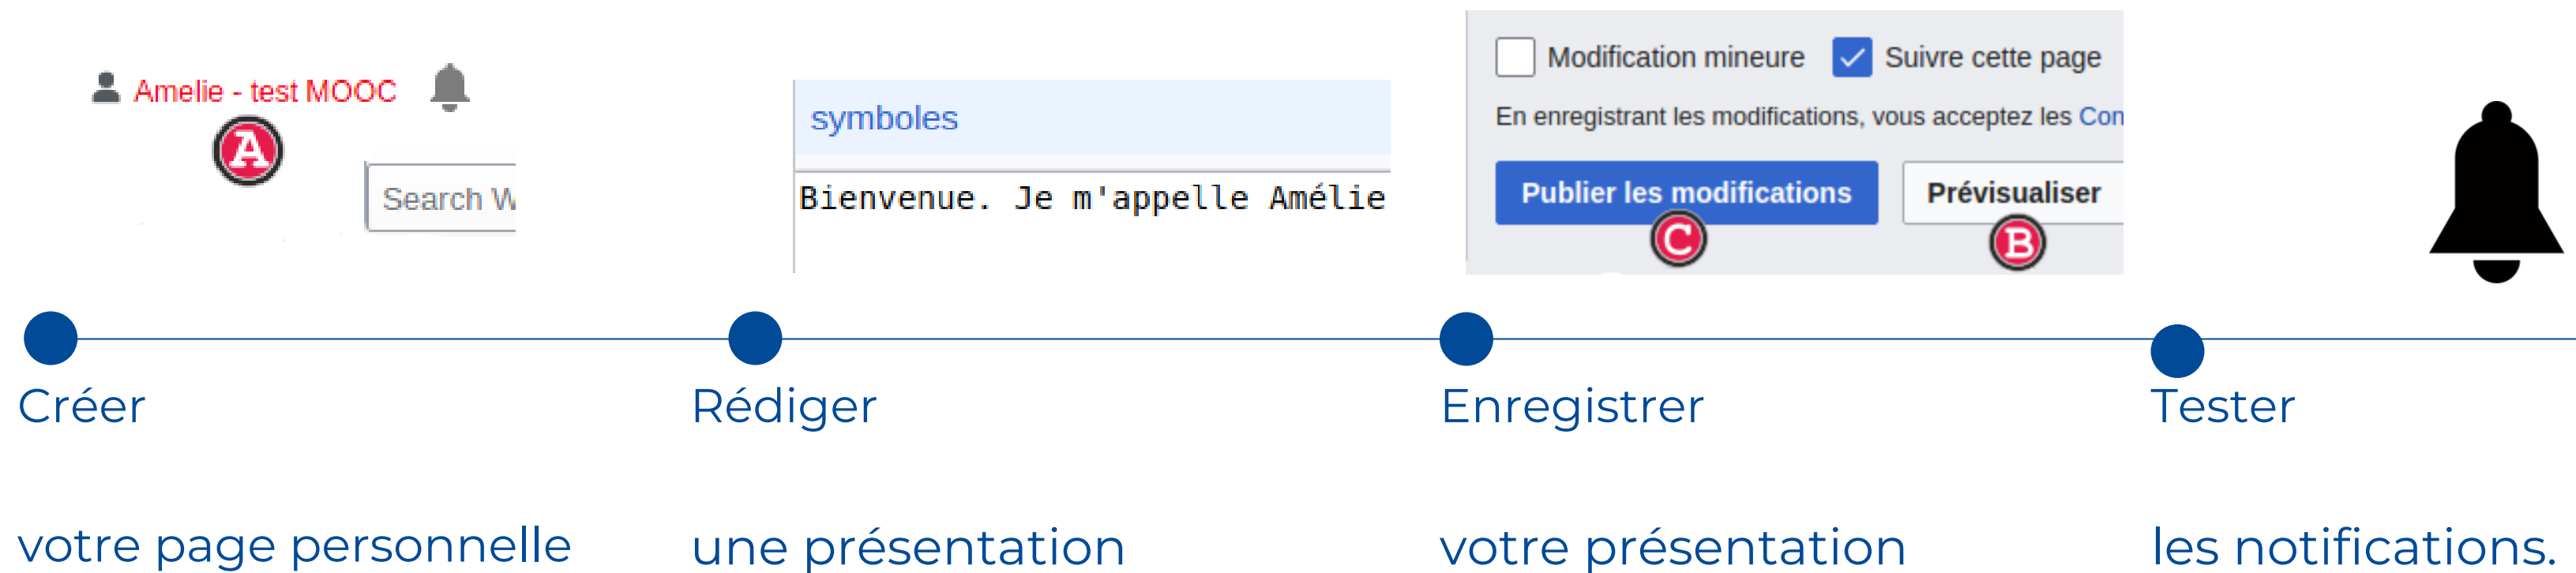 Amelie - test MOOC
A
Search W
symboles
Bienvenue. Je m'appelle Amélie
Modification mineure Suivre cette page
En enregistrant les modifications, vous acceptez les Con
Publier les modifications Prévisualiser
C B
Créer
votre page personnelle
Rédiger
une présentation
Enregistrer
votre présentation
Tester
les notifications.